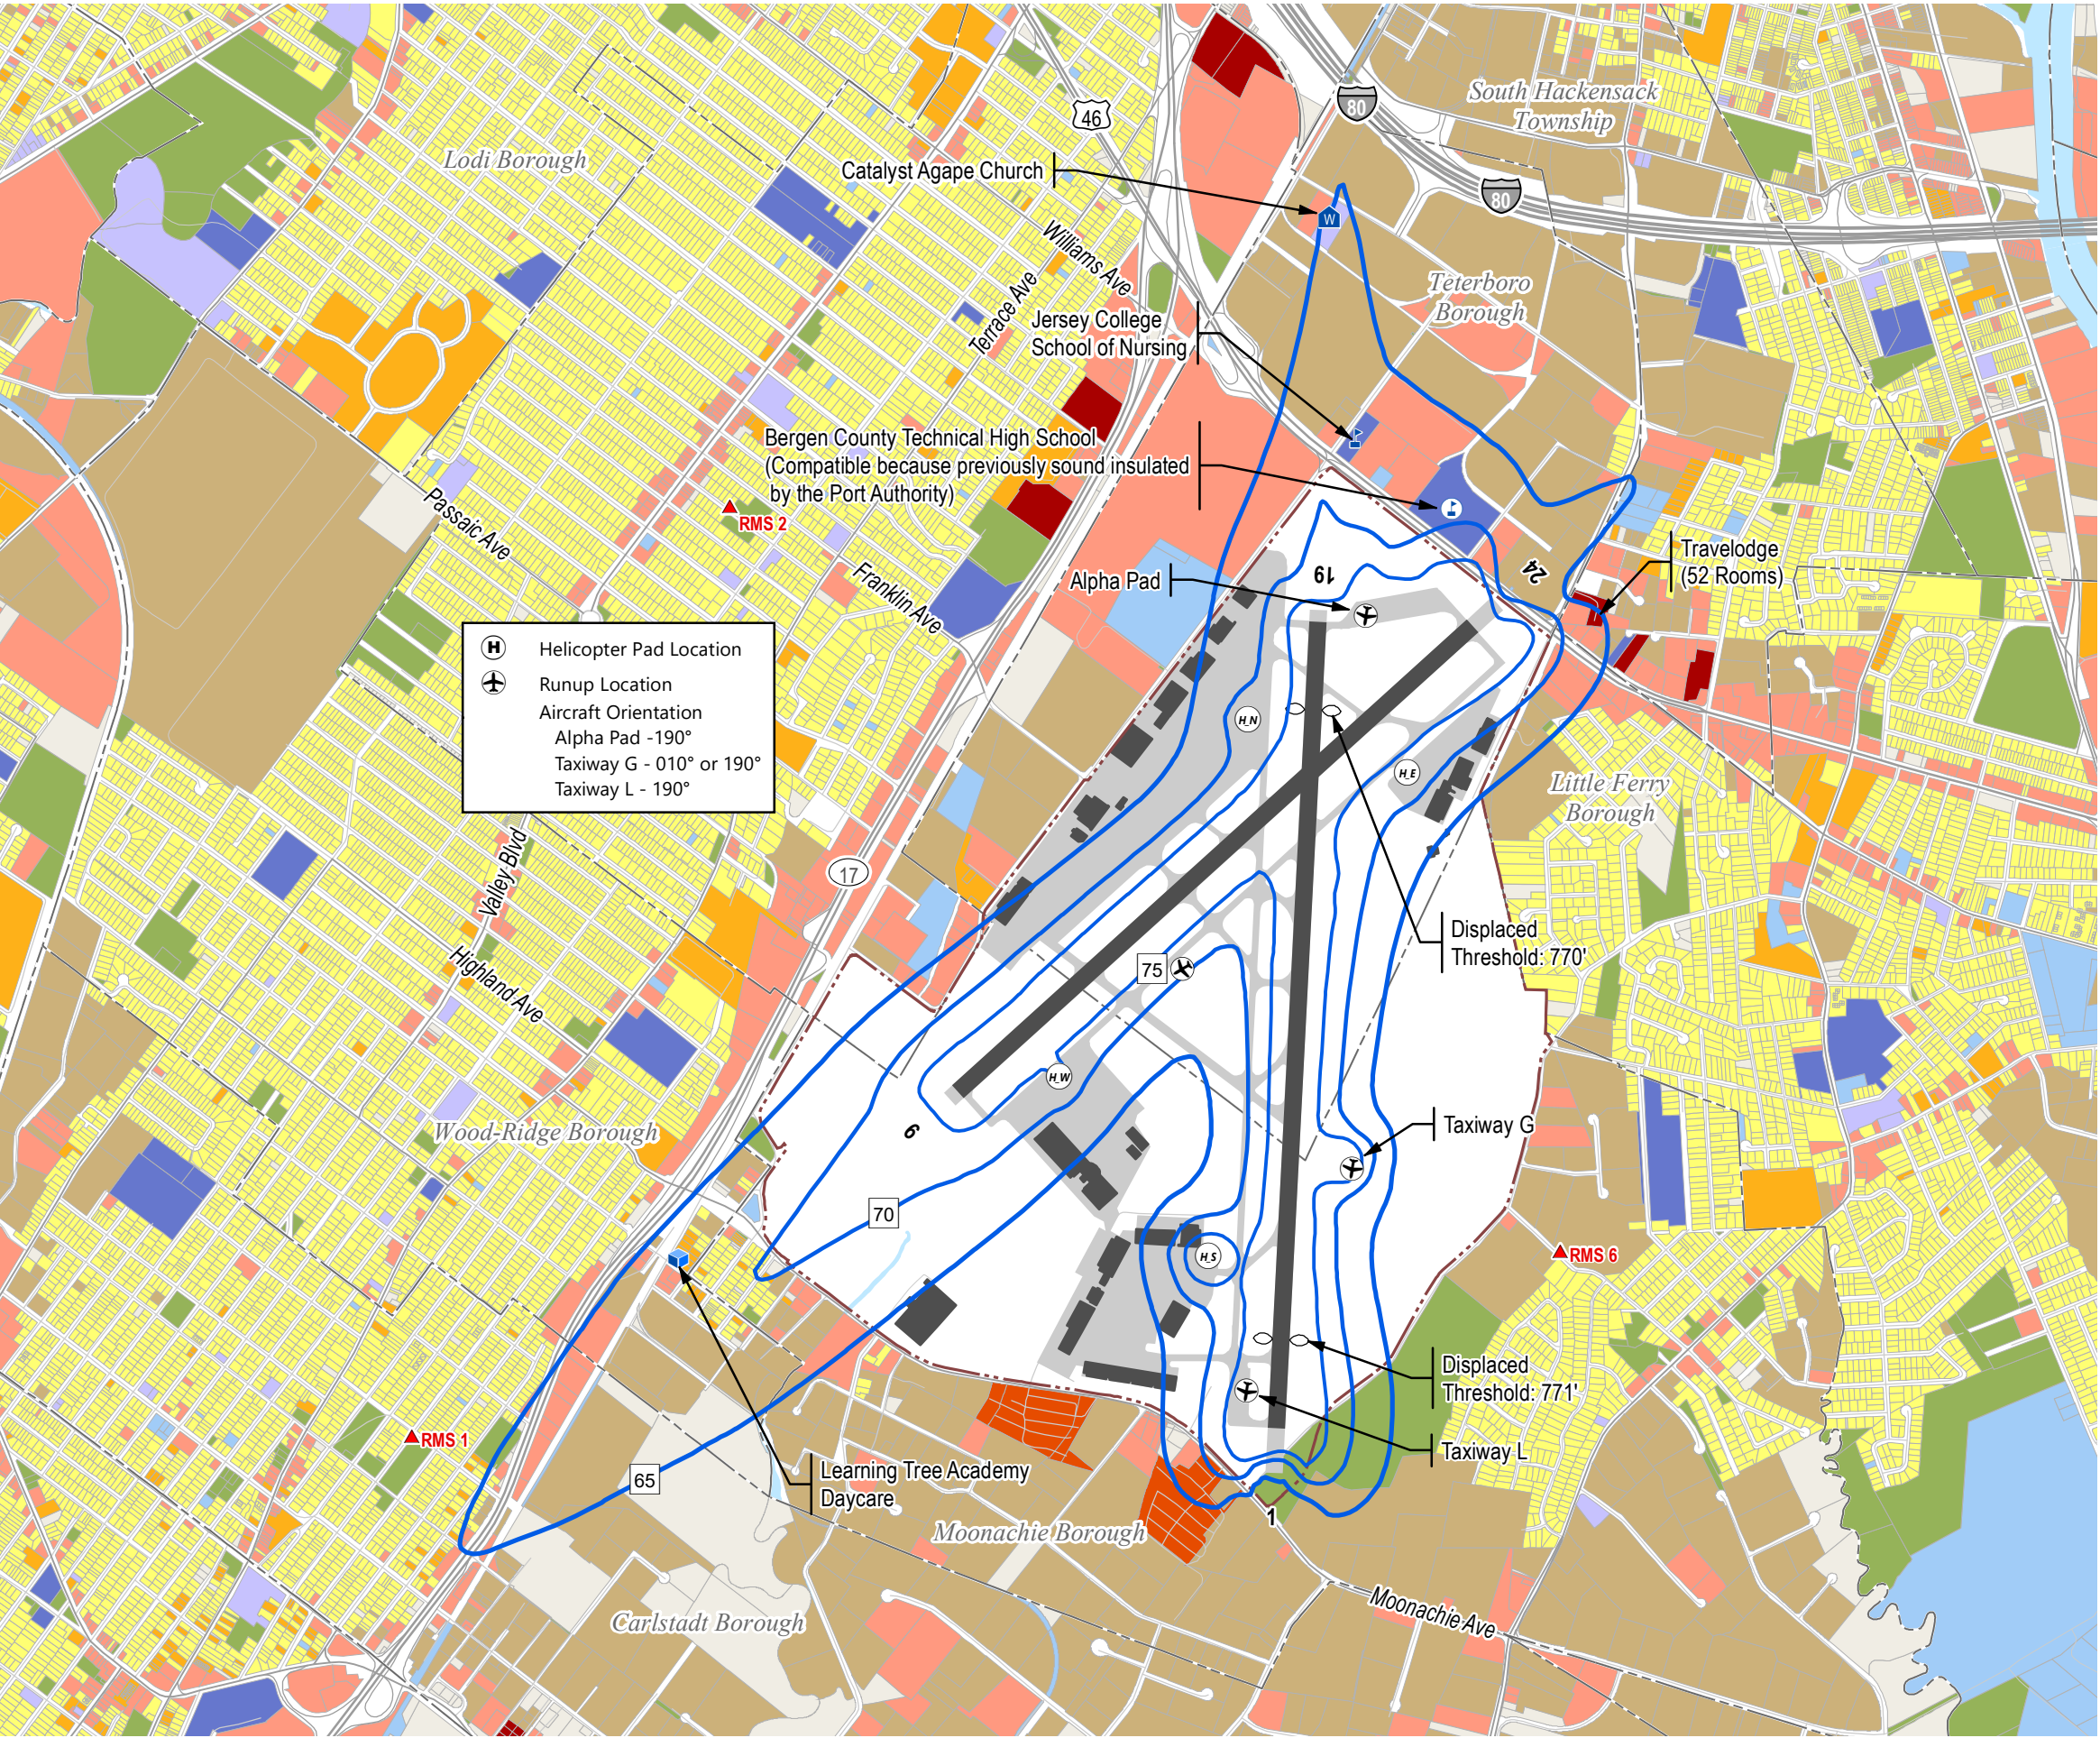 South Hackensack
Township
80
46
Lodi Borough
Catalyst Agape Church
W
80
Williams Ave
Terrace Ave
Teterboro
Borough
Jersey College
School of Nursing
Bergen County Technical High School
(Compatible because previously sound insulated
by the Port Authority)
Passaic Ave
RMS 2
Franklin Ave
Alpha Pad
19
24
Travelodge
(52 Rooms)
H Helicopter Pad Location
Runup Location
Aircraft Orientation
Alpha Pad -190°
Taxiway G - 010° or 190°
Taxiway L - 190°
H_N
H_E
Little Ferry
Borough
17
Valley Blvd
Highland Ave
Displaced
Threshold: 770'
75
H_W
6
Wood-Ridge Borough
Taxiway G
70
H_S
RMS 6
Displaced
Threshold: 771'
RMS 1
Taxiway L
65
Learning Tree Academy
Daycare
1
Moonachie Borough
Moonachie Ave
Carlstadt Borough